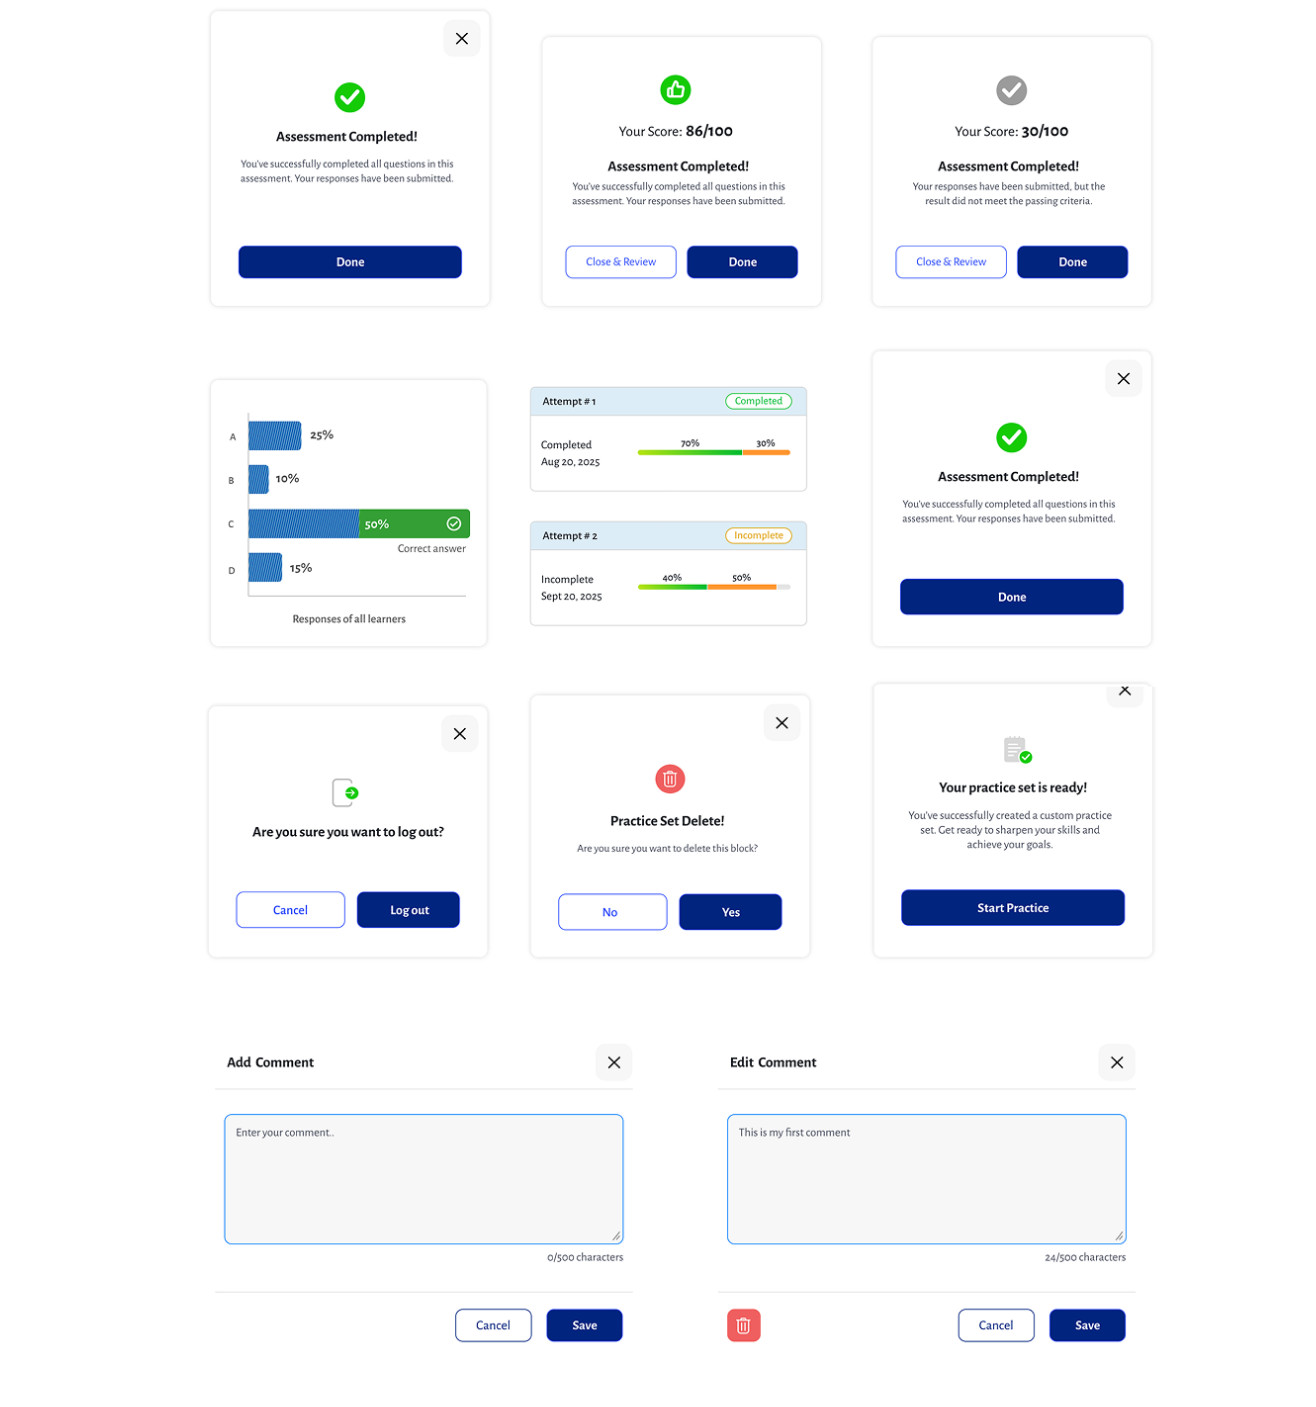 Assessment Completed!
You've successfully completed all questions in this
assessment. Your responses have been submitted.
Done
Your Score: 86/100
Assessment Completed!
You've successfully completed all questions in this
assessment. Your responses have been submitted.
Close & Review
Done
Your Score: 30/100
Assessment Completed!
Your responses have been submitted, but the
result did not meet the passing criteria.
Close & Review
Done
A
25%
B
10%
C
50%
Correct answer
D
15%
Responses of all learners
Attempt # 1
Completed
Completed
Aug 20, 2025
70%
30%
Attempt # 2
Incomplete
Incomplete
Sept 20, 2025
40%
50%
Assessment Completed!
You've successfully completed all questions in this
assessment. Your responses have been submitted.
Done
Are you sure you want to log out?
Cancel
Log out
Practice Set Delete!
Are you sure you want to delete this block?
No
Yes
Your practice set is ready!
You've successfully created a custom practice
set. Get ready to sharpen your skills and
achieve your goals.
Start Practice
Add Comment
Enter your comment..
0/500 characters
Cancel
Save
Edit Comment
This is my first comment
24/500 characters
Cancel
Save